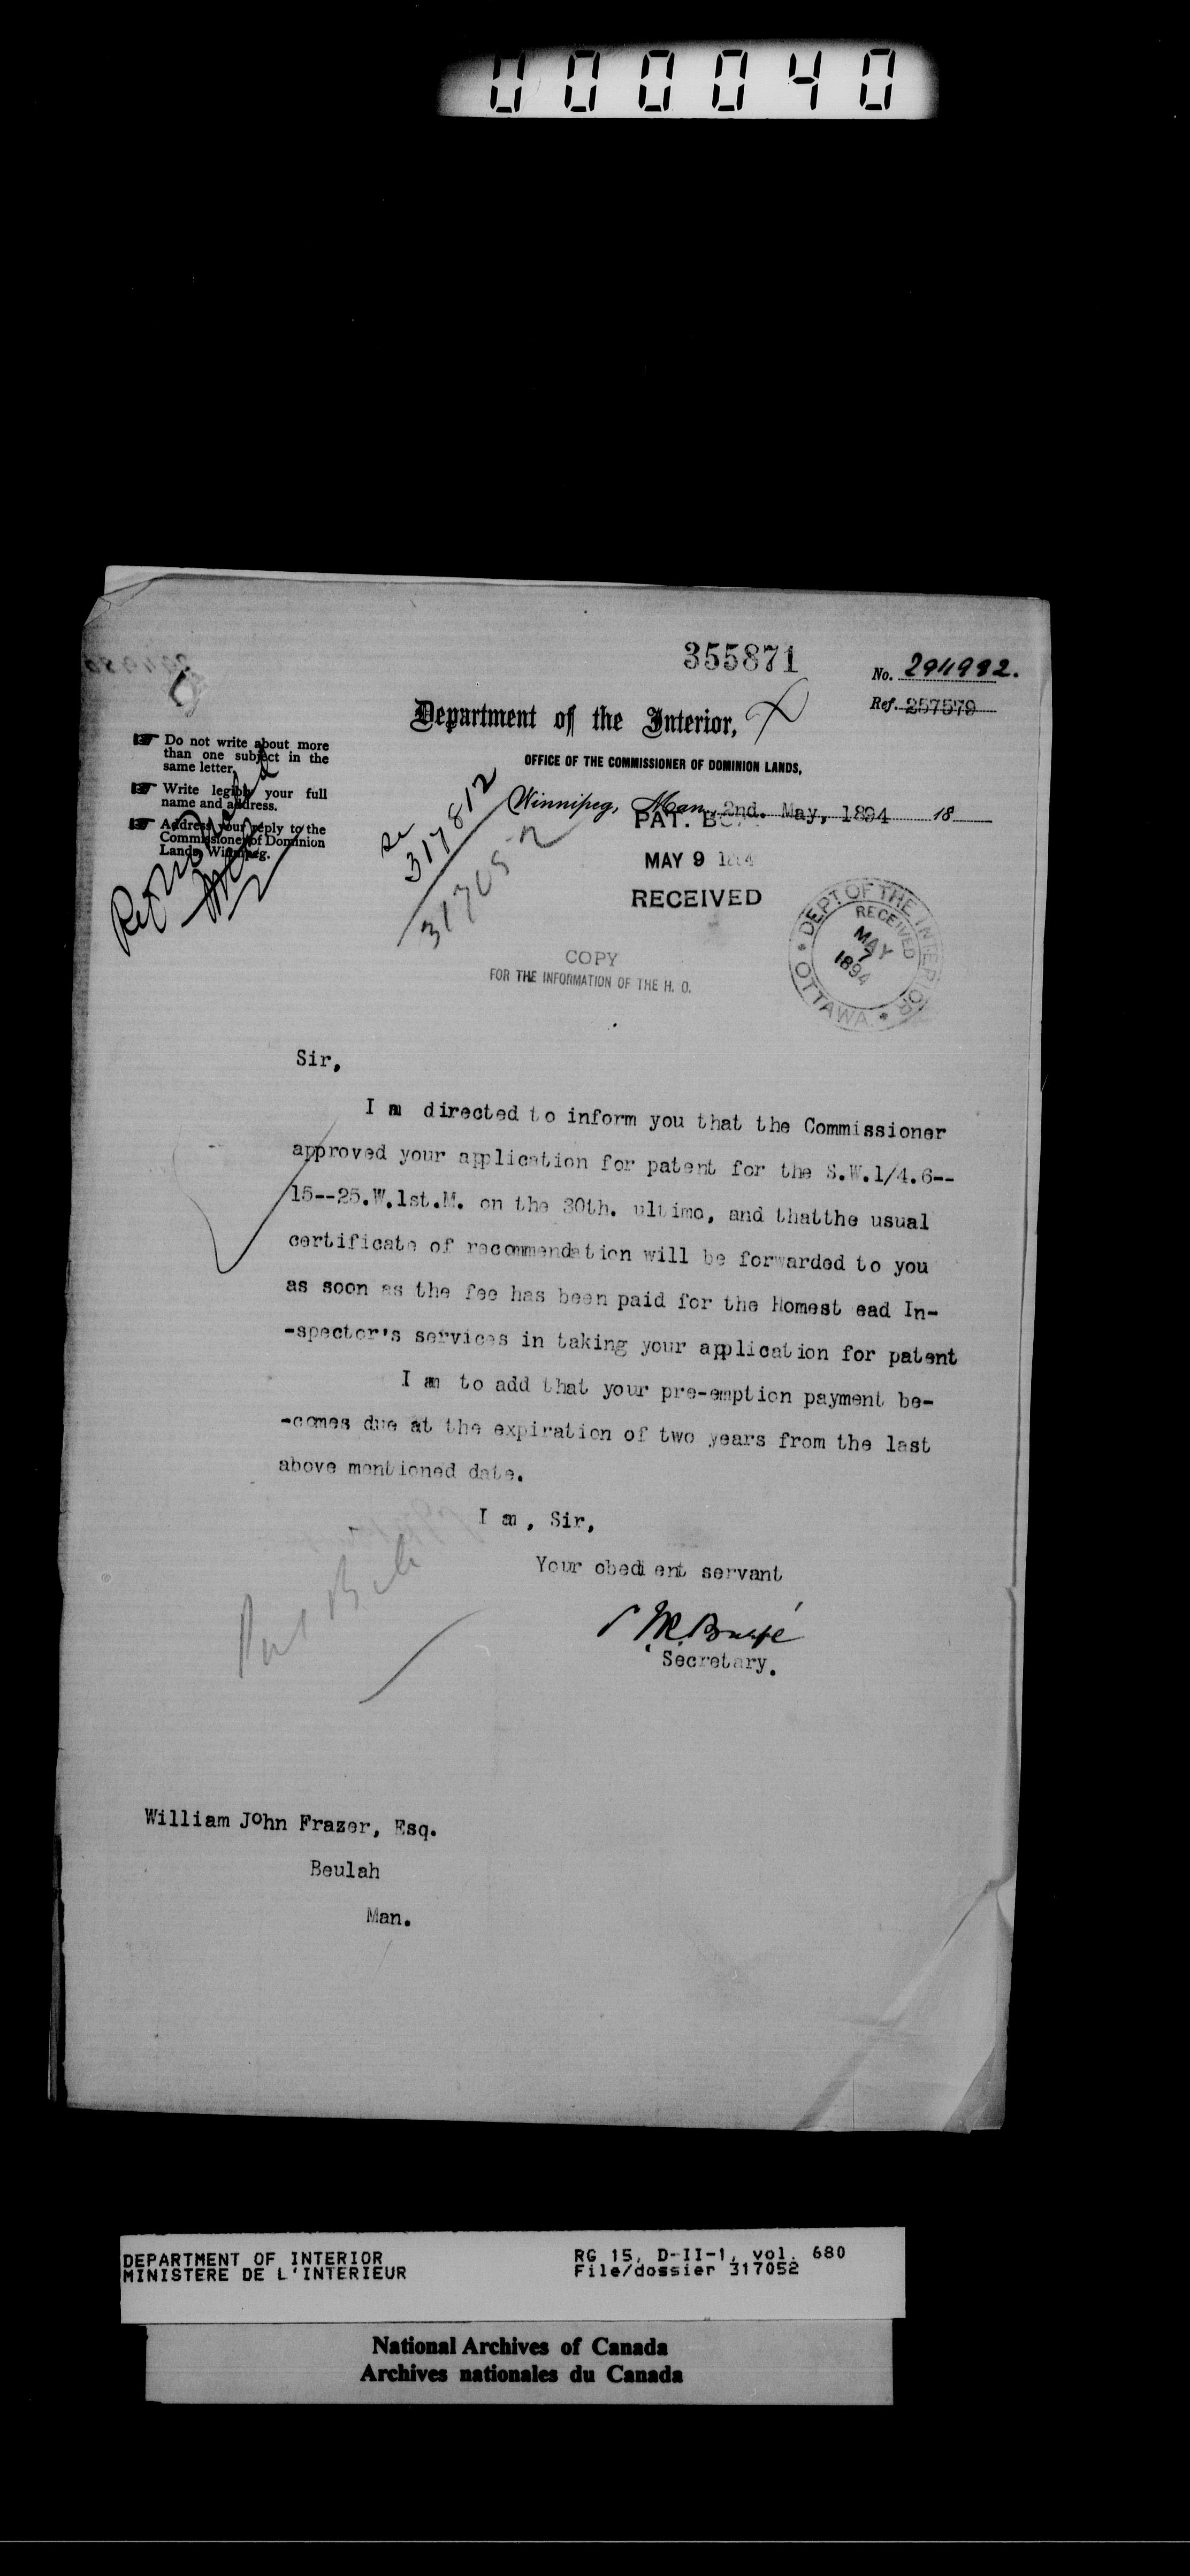 000040
355871
No. 294992.
Ref. 257579
Department of the Interior,
OFFICE OF THE COMMISSIONER OF DOMINION LANDS,
Do not write about more
than one subject in the
same letter.
Write legibly your full
name and address.
Address your reply to the
Commissioner of Dominion
Lands, Winnipeg.
Winnipeg, Man., 2nd. May, 1894 18
317812
317052
PAT.
MAY 9
RECEIVED
DEPT OF THE INTERIOR
RECEIVED
MAY
7
1894
OTTAWA
COPY
FOR THE INFORMATION OF THE H. O.
Sir,
I am directed to inform you that the Commissioner
approved your application for patent for the S.W.1/4.6--
15--25.W.1st.M. on the 30th. ultimo, and thatthe usual
certificate of recommendation will be forwarded to you
as soon as the fee has been paid for the Homest ead In-
-spector's services in taking your application for patent
I am to add that your pre-emption payment be-
-comes due at the expiration of two years from the last
above mentioned date.
I am, Sir,
Your obedient servant
Secretary.
William John Frazer, Esq.
Beulah
Man.
DEPARTMENT OF INTERIOR
MINISTERE DE L'INTERIEUR
RG 15, D-II-1, vol. 680
File/dossier 317052
National Archives of Canada
Archives nationales du Canada